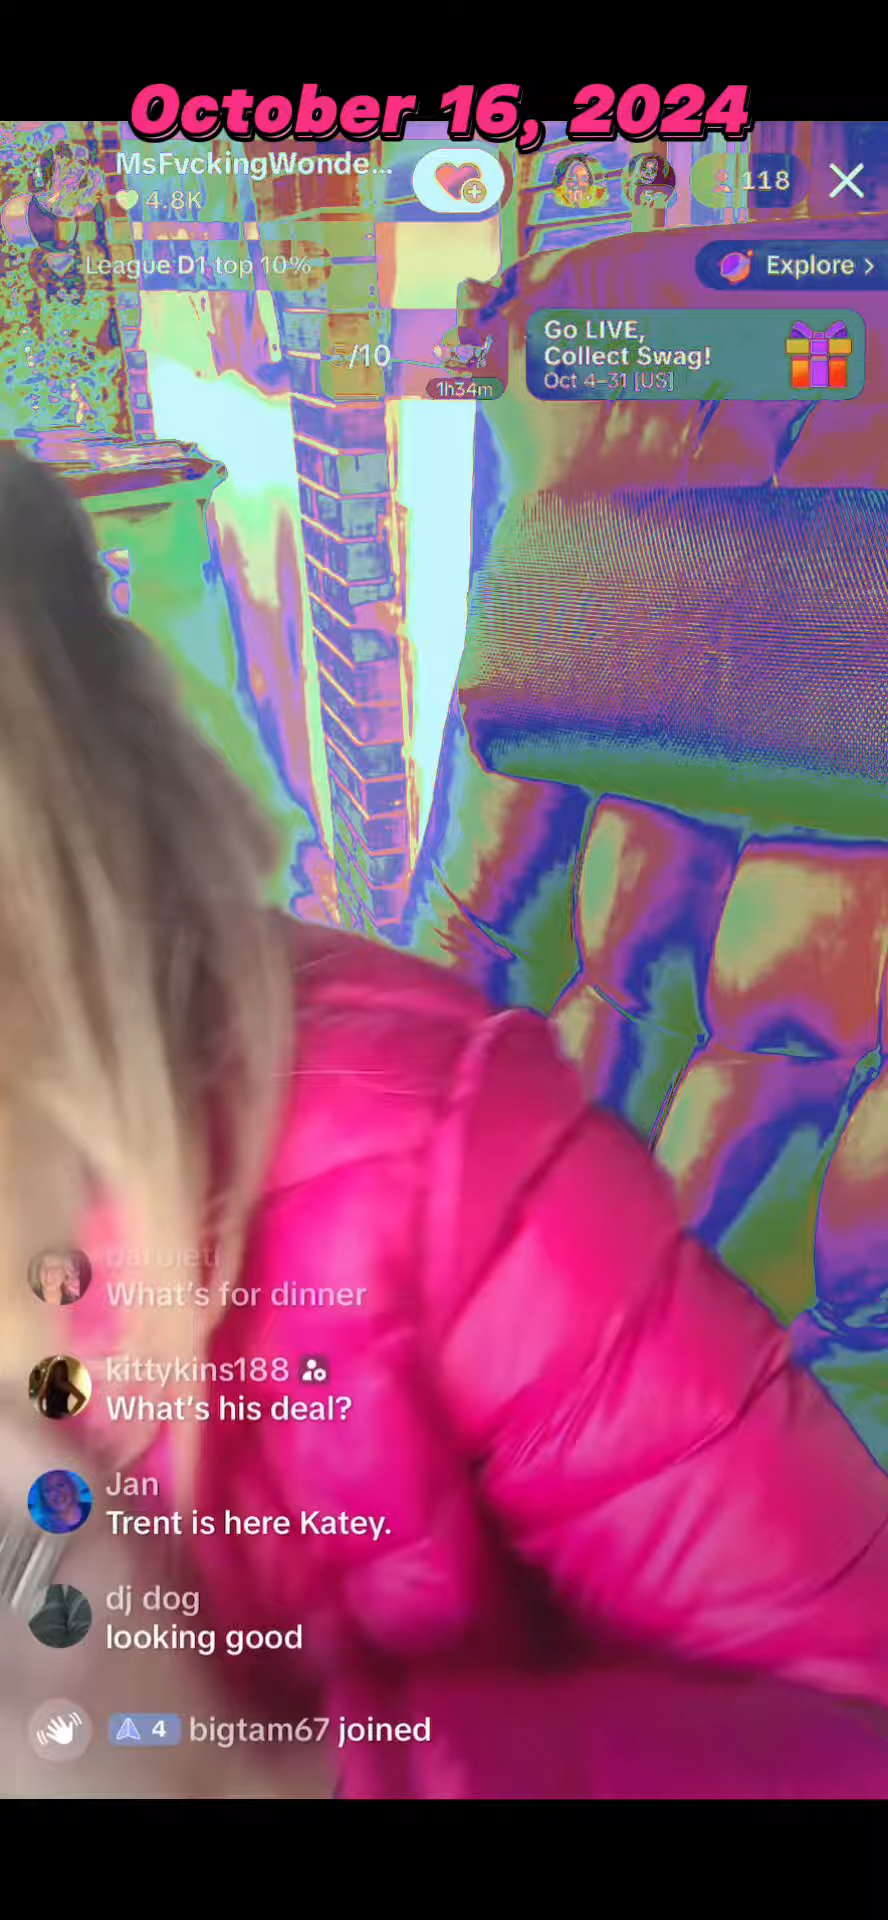 October 16, 2024
MsFvckingWonde...
4.8K
118
League D1 top 10%
Explore >
Go LIVE,
Collect Swag!
Oct 4–31 [US]
/10
1h34m
What's for dinner
kittykins188
What's his deal?
Jan
Trent is here Katey.
dj dog
looking good
4 bigtam67 joined